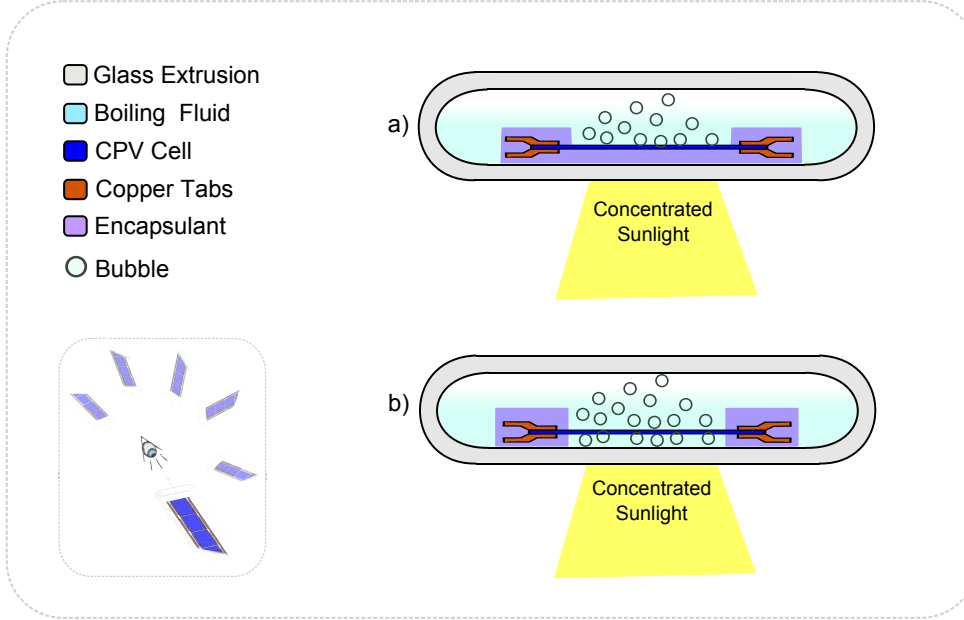 Glass Extrusion
Boiling Fluid
CPV Cell
Copper Tabs
Encapsulant
Bubble
a)
Concentrated
Sunlight
b)
Concentrated
Sunlight